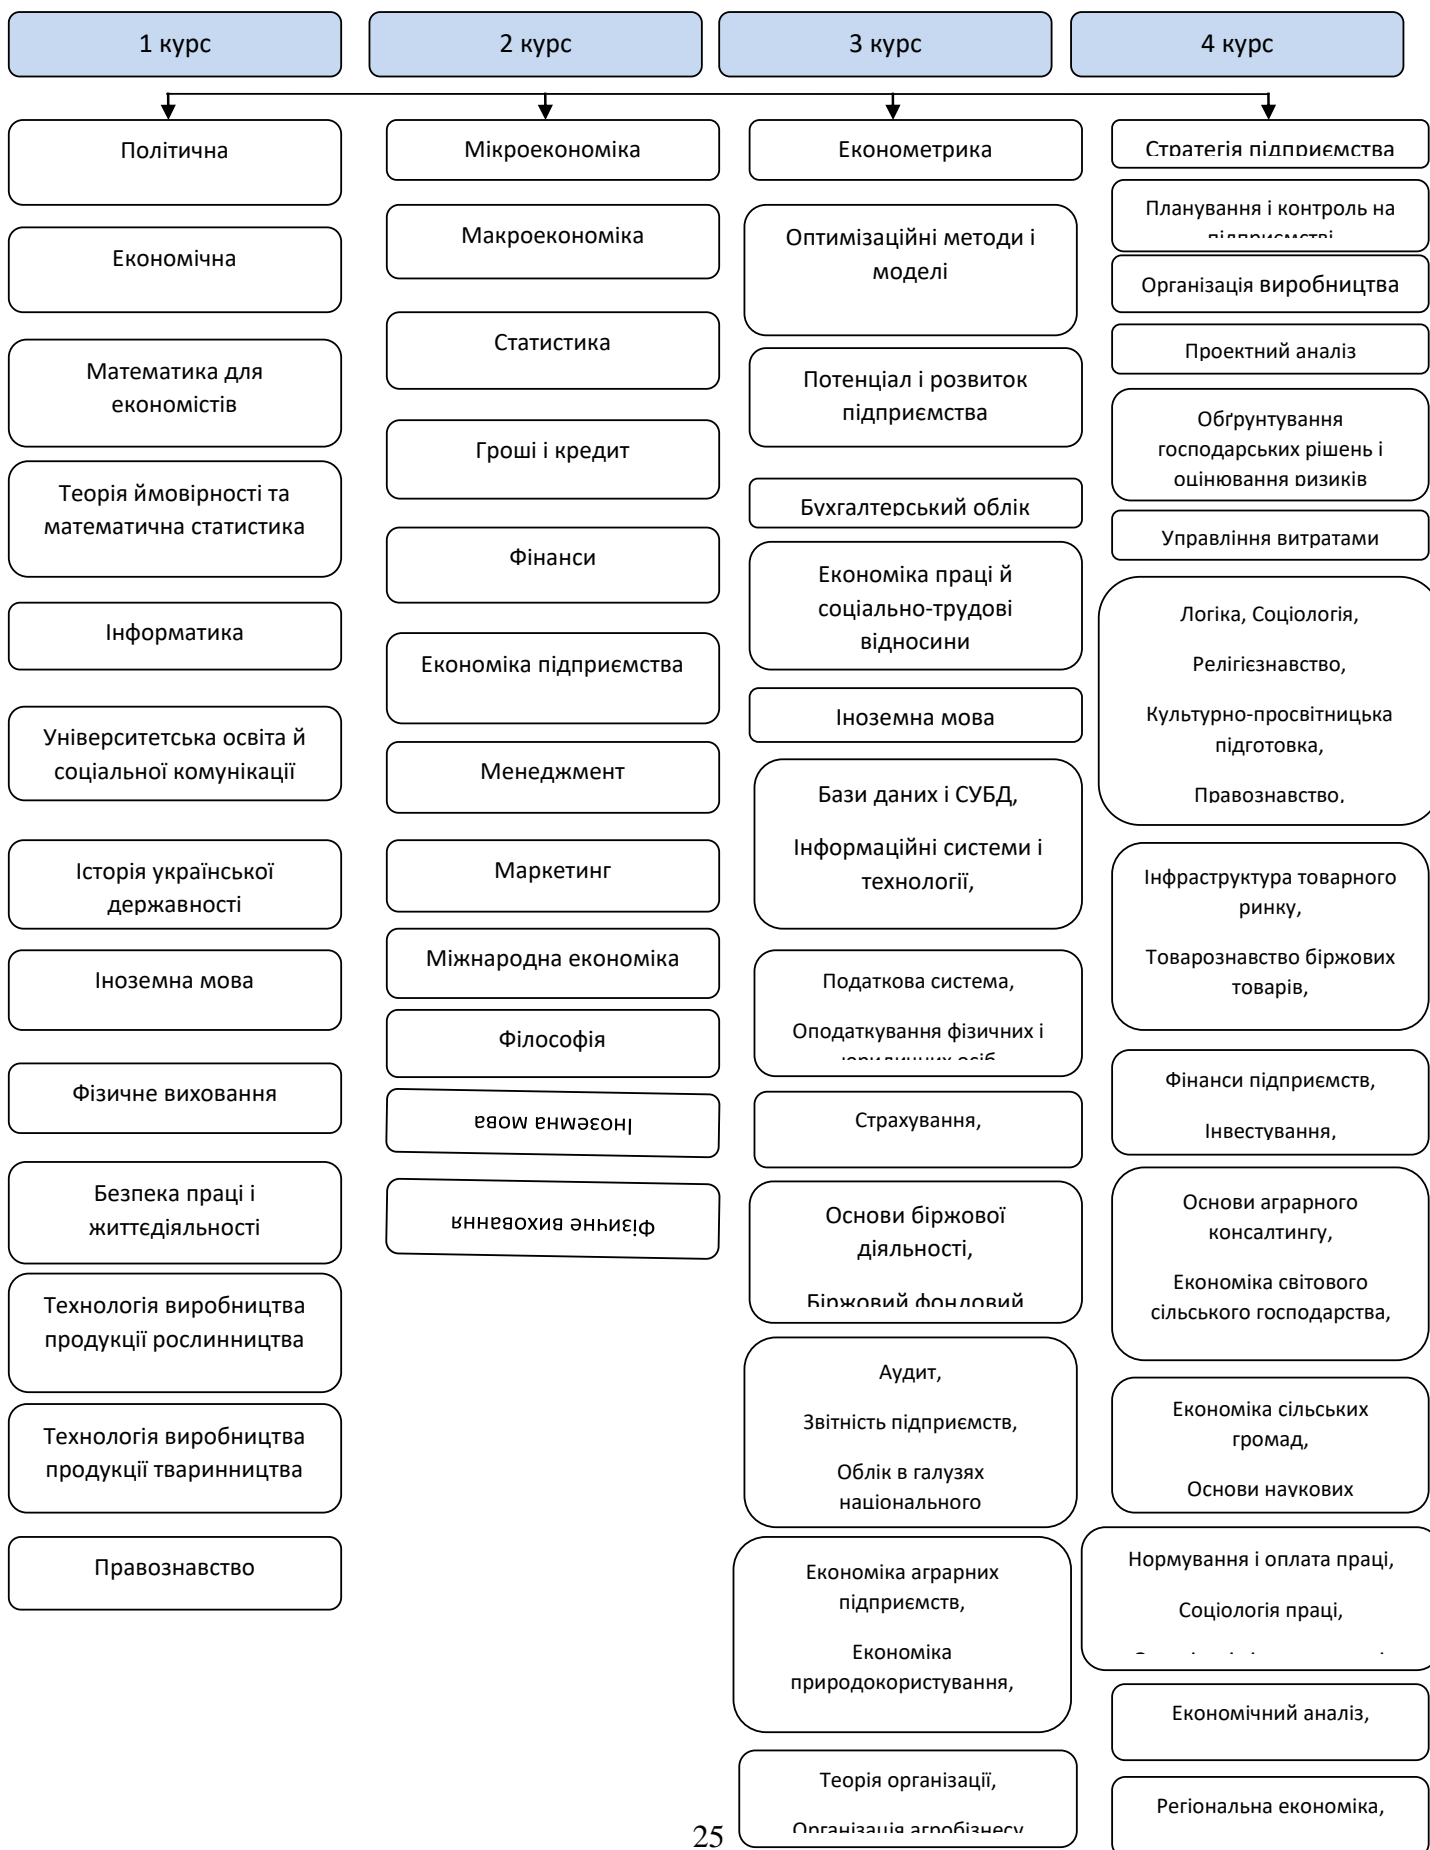 1 курс
2 курс
3 курс
4 курс
Політична
Економічна
Математика для
економістів
Теорія ймовірності та
математична статистика
Інформатика
Університетська освіта й
соціальної комунікації
Історія української
державності
Іноземна мова
Фізичне виховання
Безпека праці і
життєдіяльності
Технологія виробництва
продукції рослинництва
Технологія виробництва
продукції тваринництва
Правознавство
Мікроекономіка
Макроекономіка
Статистика
Гроші і кредит
Фінанси
Економіка підприємства
Менеджмент
Маркетинг
Міжнародна економіка
Філософія
Іноземна мова
Фізичне виховання
Економетрика
Оптимізаційні методи і
моделі
Потенціал і розвиток
підприємства
Бухгалтерський облік
Економіка праці й
соціально-трудові
відносини
Іноземна мова
Бази даних і СУБД,
Інформаційні системи і
технології,
Податкова система,
Оподаткування фізичних і
юридичних осіб
Страхування,
Основи біржової
діяльності,
Біржовий фондовий
Аудит,
Звітність підприємств,
Облік в галузях
національного
Економіка аграрних
підприємств,
Економіка
природокористування,
Теорія організації,
Організація агробізнесу
Стратегія підприємства
Планування і контроль на
підприємстві
Організація виробництва
Проектний аналіз
Обґрунтування
господарських рішень і
оцінювання ризиків
Управління витратами
Логіка, Соціологія,
Релігієзнавство,
Культурно-просвітницька
підготовка,
Правознавство,
Інфраструктура товарного
ринку,
Товарознавство біржових
товарів,
Фінанси підприємств,
Інвестування,
Основи аграрного
консалтингу,
Економіка світового
сільського господарства,
Економіка сільських
громад,
Основи наукових
Нормування і оплата праці,
Соціологія праці,
Економічний аналіз,
Регіональна економіка,
25